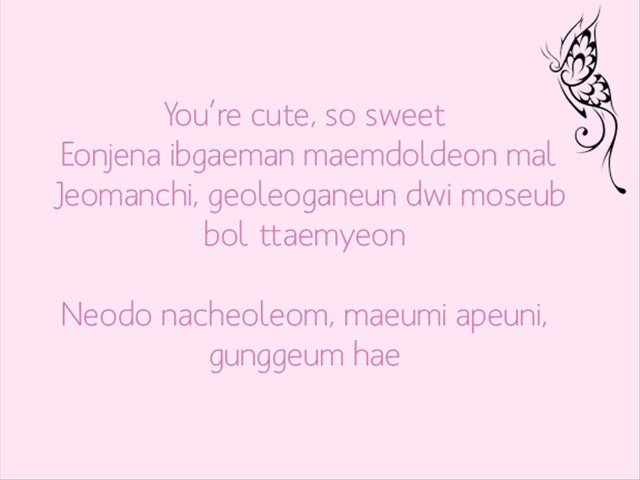 You're cute, so sweet
Eonjena ibgaeman maemdoldeon mal
Jeomanchi, geoleoganeun dwi moseub
bol ttaemyeon
Neodo nacheoleom, maeumi apeuni,
gunggeum hae